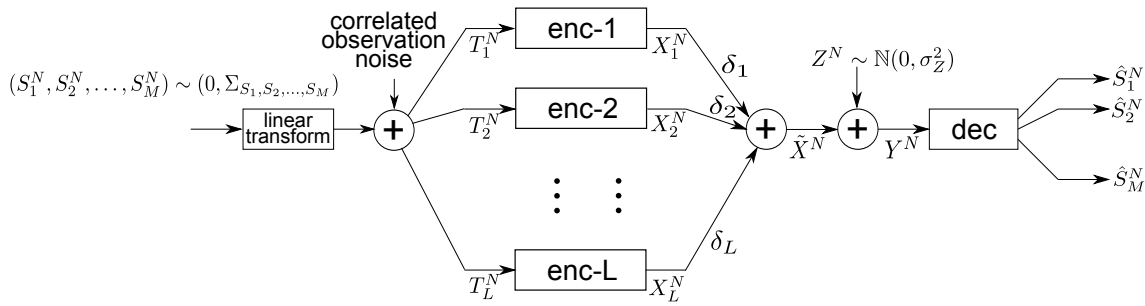 correlated
observation
noise
(S_1^N, S_2^N, ..., S_M^N) ∼ (0, Σ_{S_1,S_2,...,S_M})
linear
transform
+
T_1^N
enc-1
X_1^N
δ_1
T_2^N
enc-2
X_2^N
δ_2
T_L^N
enc-L
X_L^N
δ_L
+
X̃^N
Z^N ∼ ℕ(0, σ_Z^2)
+
Y^N
dec
Ŝ_1^N
Ŝ_2^N
Ŝ_M^N